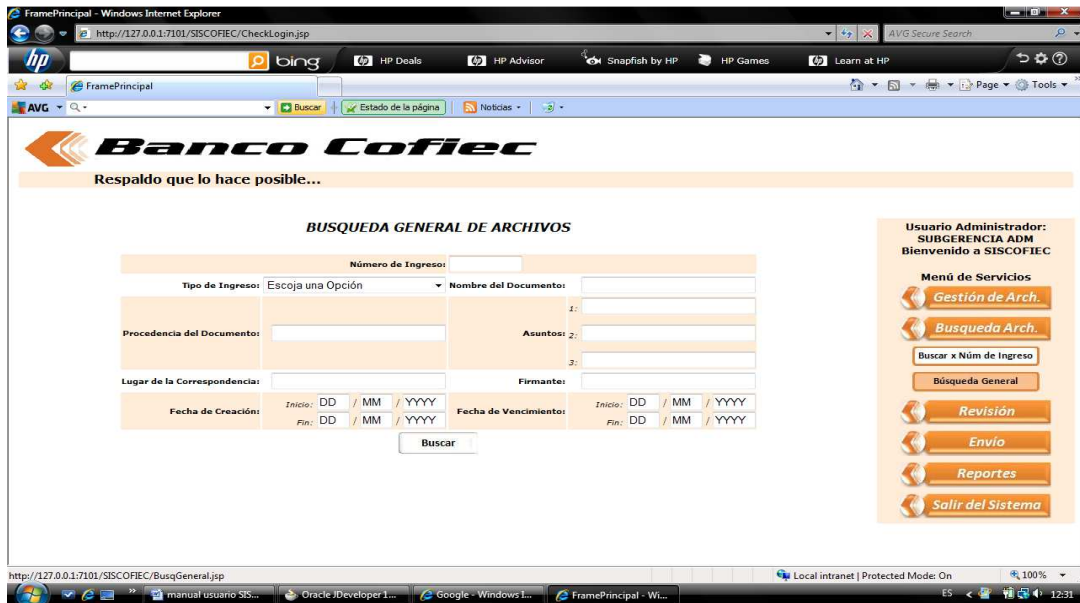 FramePrincipal - Windows Internet Explorer
http://127.0.0.1:7101/SISCOFIEC/CheckLogin.jsp
AVG Secure Search
hp
bing
HP Deals
HP Advisor
Snapfish by HP
HP Games
Learn at HP
FramePrincipal
Page
Tools
AVG
Buscar
Estado de la página
Noticias
Banco Cofiec
Respaldo que lo hace posible...
BUSQUEDA GENERAL DE ARCHIVOS
Número de Ingreso:
Tipo de Ingreso: Escoja una Opción
Nombre del Documento:
Procedencia del Documento:
Asuntos:
1:
2:
3:
Lugar de la Correspondencia:
Firmante:
Fecha de Creación:
Inicio: DD / MM / YYYY
Fin: DD / MM / YYYY
Fecha de Vencimiento:
Inicio: DD / MM / YYYY
Fin: DD / MM / YYYY
Buscar
Usuario Administrador:
SUBGERENCIA ADM
Bienvenido a SISCOFIEC
Menú de Servicios
Gestión de Arch.
Busqueda Arch.
Buscar x Núm de Ingreso
Búsqueda General
Revisión
Envío
Reportes
Salir del Sistema
http://127.0.0.1:7101/SISCOFIEC/BusqGeneral.jsp
Local intranet | Protected Mode: On
100%
manual usuario SIS...
Oracle JDeveloper 1...
Google - Windows I...
FramePrincipal - Wi...
ES
12:31